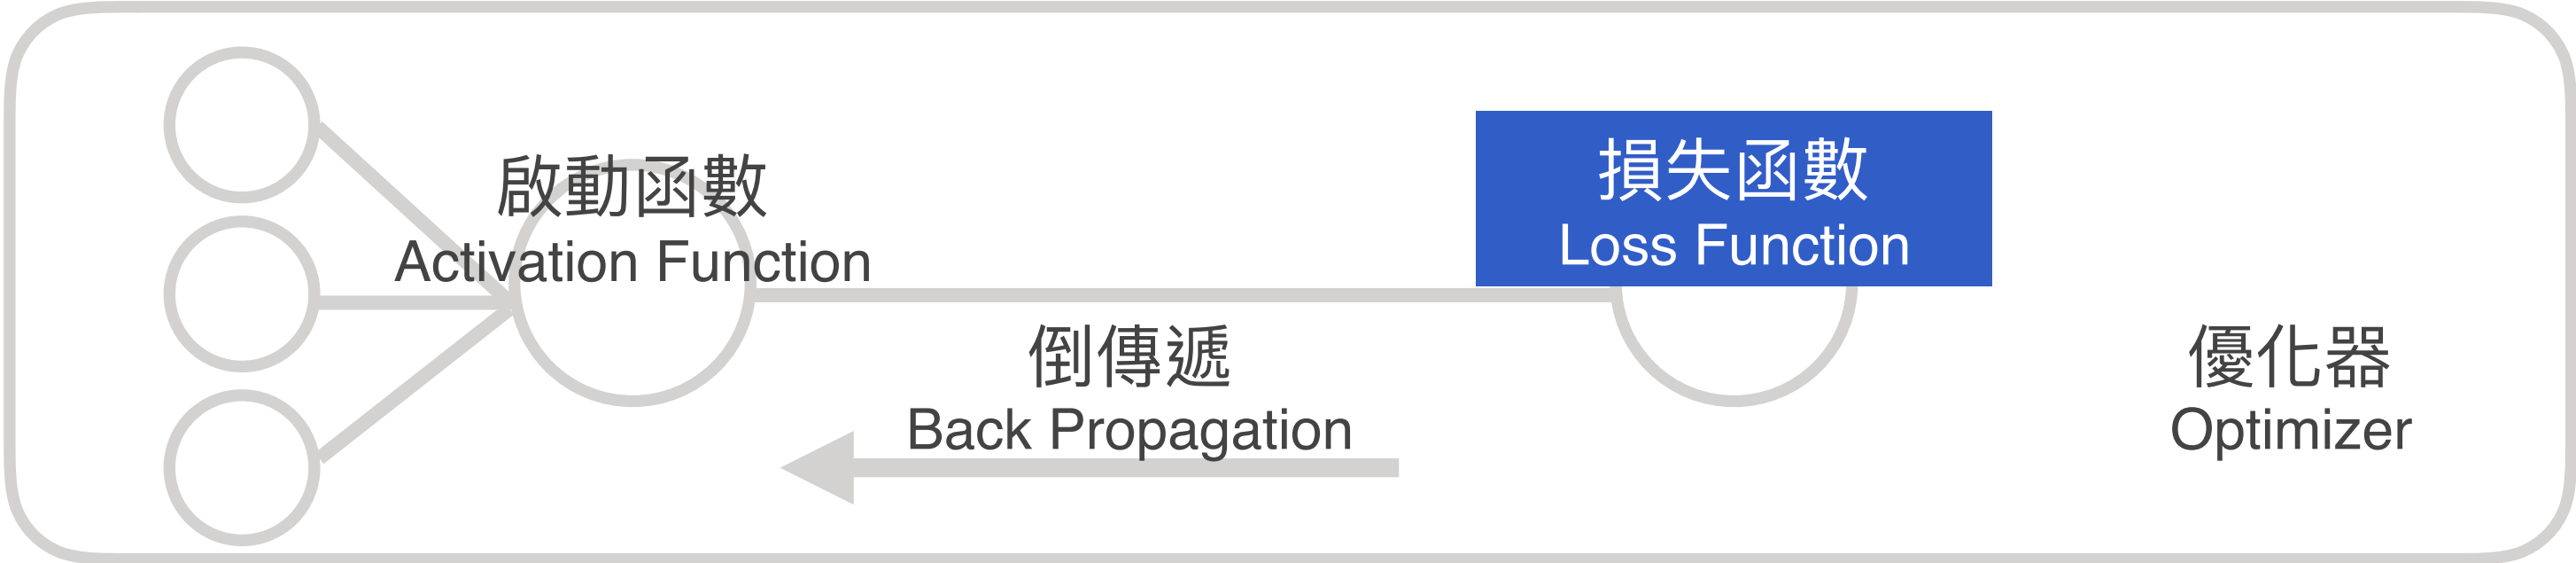 啟動函數
Activation Function
損失函數
Loss Function
倒傳遞
Back Propagation
優化器
Optimizer